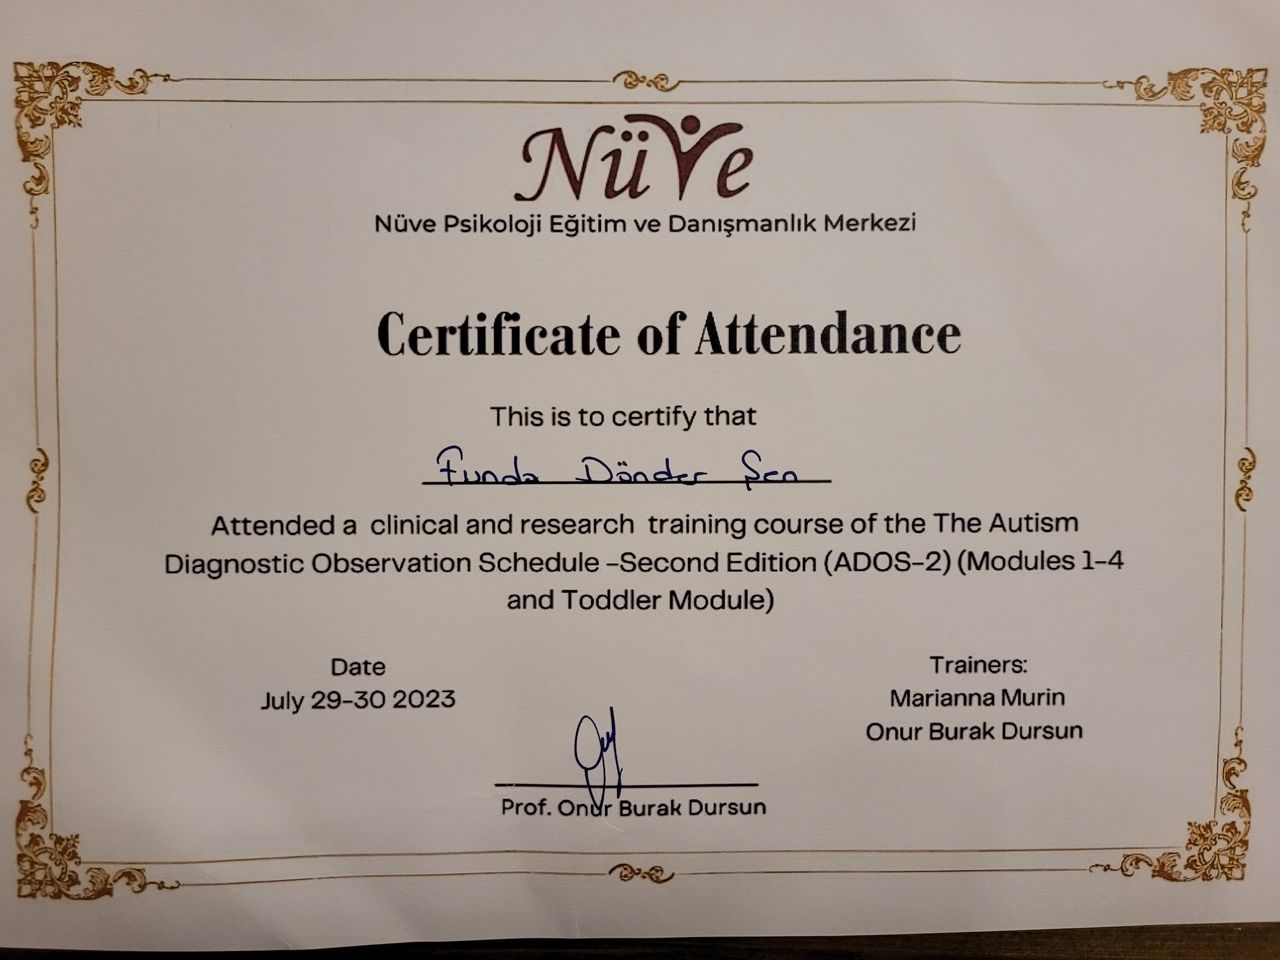 Nüve
Nüve Psikoloji Eğitim ve Danışmanlık Merkezi
Certificate of Attendance
This is to certify that
Funda Dönder Şen
Attended a clinical and research training course of the The Autism
Diagnostic Observation Schedule -Second Edition (ADOS-2) (Modules 1-4
and Toddler Module)
Date
July 29-30 2023
Trainers:
Marianna Murin
Onur Burak Dursun
Prof. Onur Burak Dursun